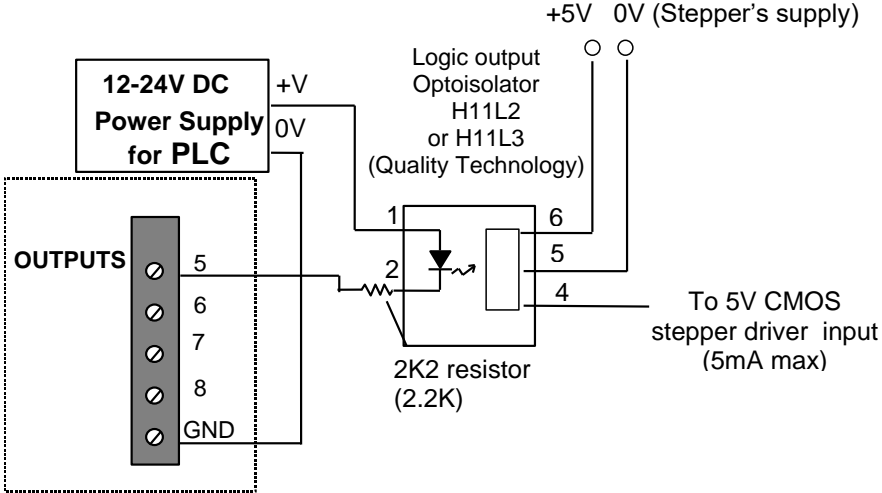 +5V 0V (Stepper's supply)
Logic output
Optoisolator
H11L2
or H11L3
(Quality Technology)
12-24V DC
Power Supply
for PLC
+V
0V
1
2
6
5
4
OUTPUTS
5
6
7
8
GND
To 5V CMOS
stepper driver input
(5mA max)
2K2 resistor
(2.2K)